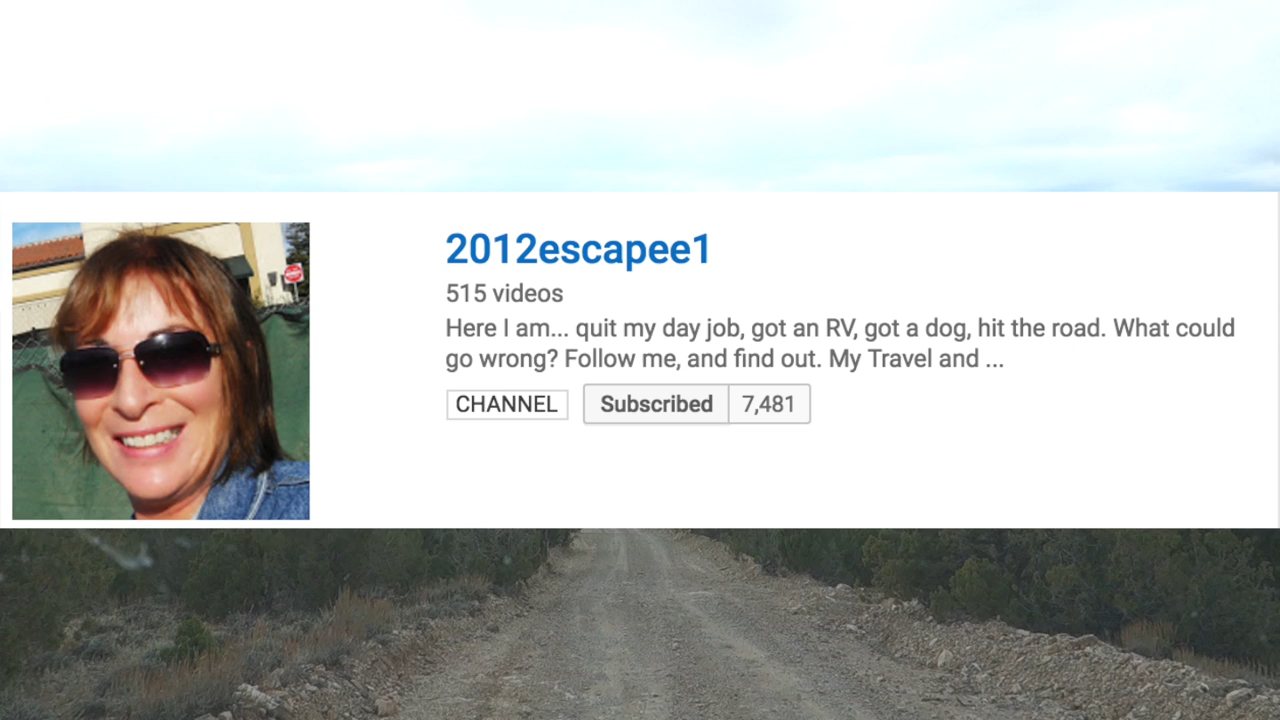 2012escapee1
515 videos
Here I am... quit my day job, got an RV, got a dog, hit the road. What could
go wrong? Follow me, and find out. My Travel and ...
CHANNEL Subscribed 7,481